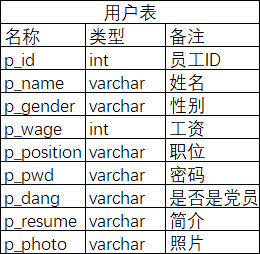 用户表
名称 类型 备注
p_id int 员工ID
p_name varchar 姓名
p_gender varchar 性别
p_wage int 工资
p_position varchar 职位
p_pwd varchar 密码
p_dang varchar 是否是党员
p_resume varchar 简介
p_photo varchar 照片